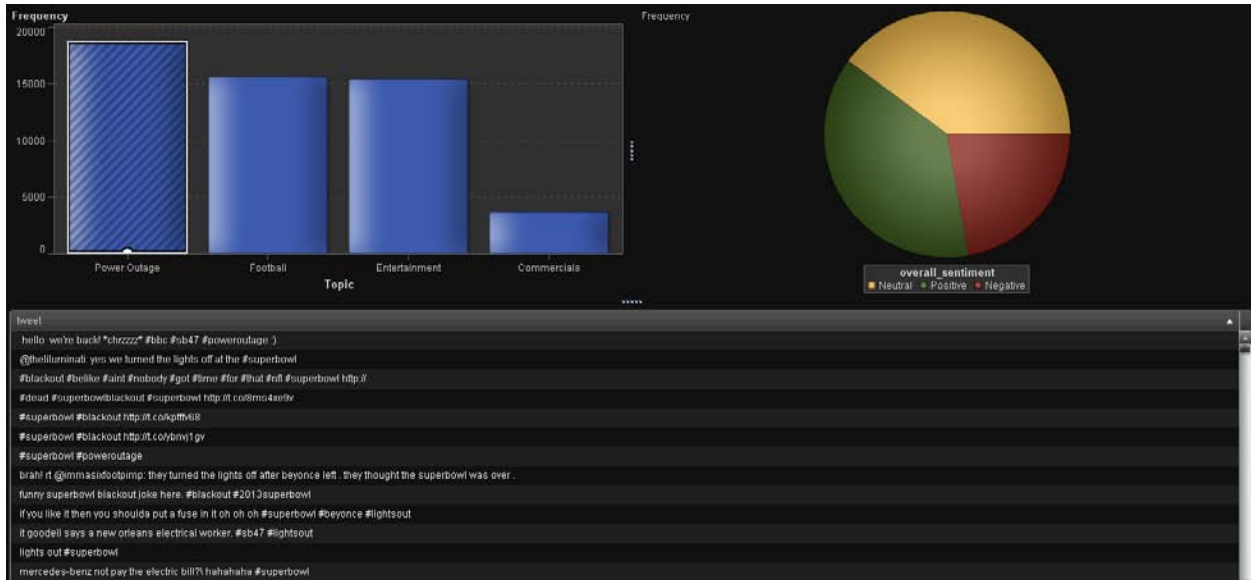 Frequency
20000
15000
10000
5000
0
Power Outage
Football
Entertainment
Commercials
Topic
Frequency
overall_sentiment
Neutral Positive Negative
tweet
hello we're back! *chrzzzz* #bbc #sb47 #poweroutage :)
@theilluminati: yes we turned the lights off at the #superbowl
#blackout #belike #aint #nobody #got #time #for #that #nfl #superbowl http://
#dead #superbowlblackout #superbowl
#superbowl #blackout
#superbowl #blackout
#superbowl #poweroutage
brah! rt @immasixfootpimp: they turned the lights off after beyonce left . they thought the superbowl was over .
funny superbowl blackout joke here. #blackout #2013superbowl
if you like it then you shoulda put a fuse in it oh oh oh #superbowl #beyonce #lightsout
it goodell says a new orleans electrical worker. #sb47 #lightsout
lights out #superbowl
mercedes-benz not pay the electric bill?\ hahahaha #superbowl